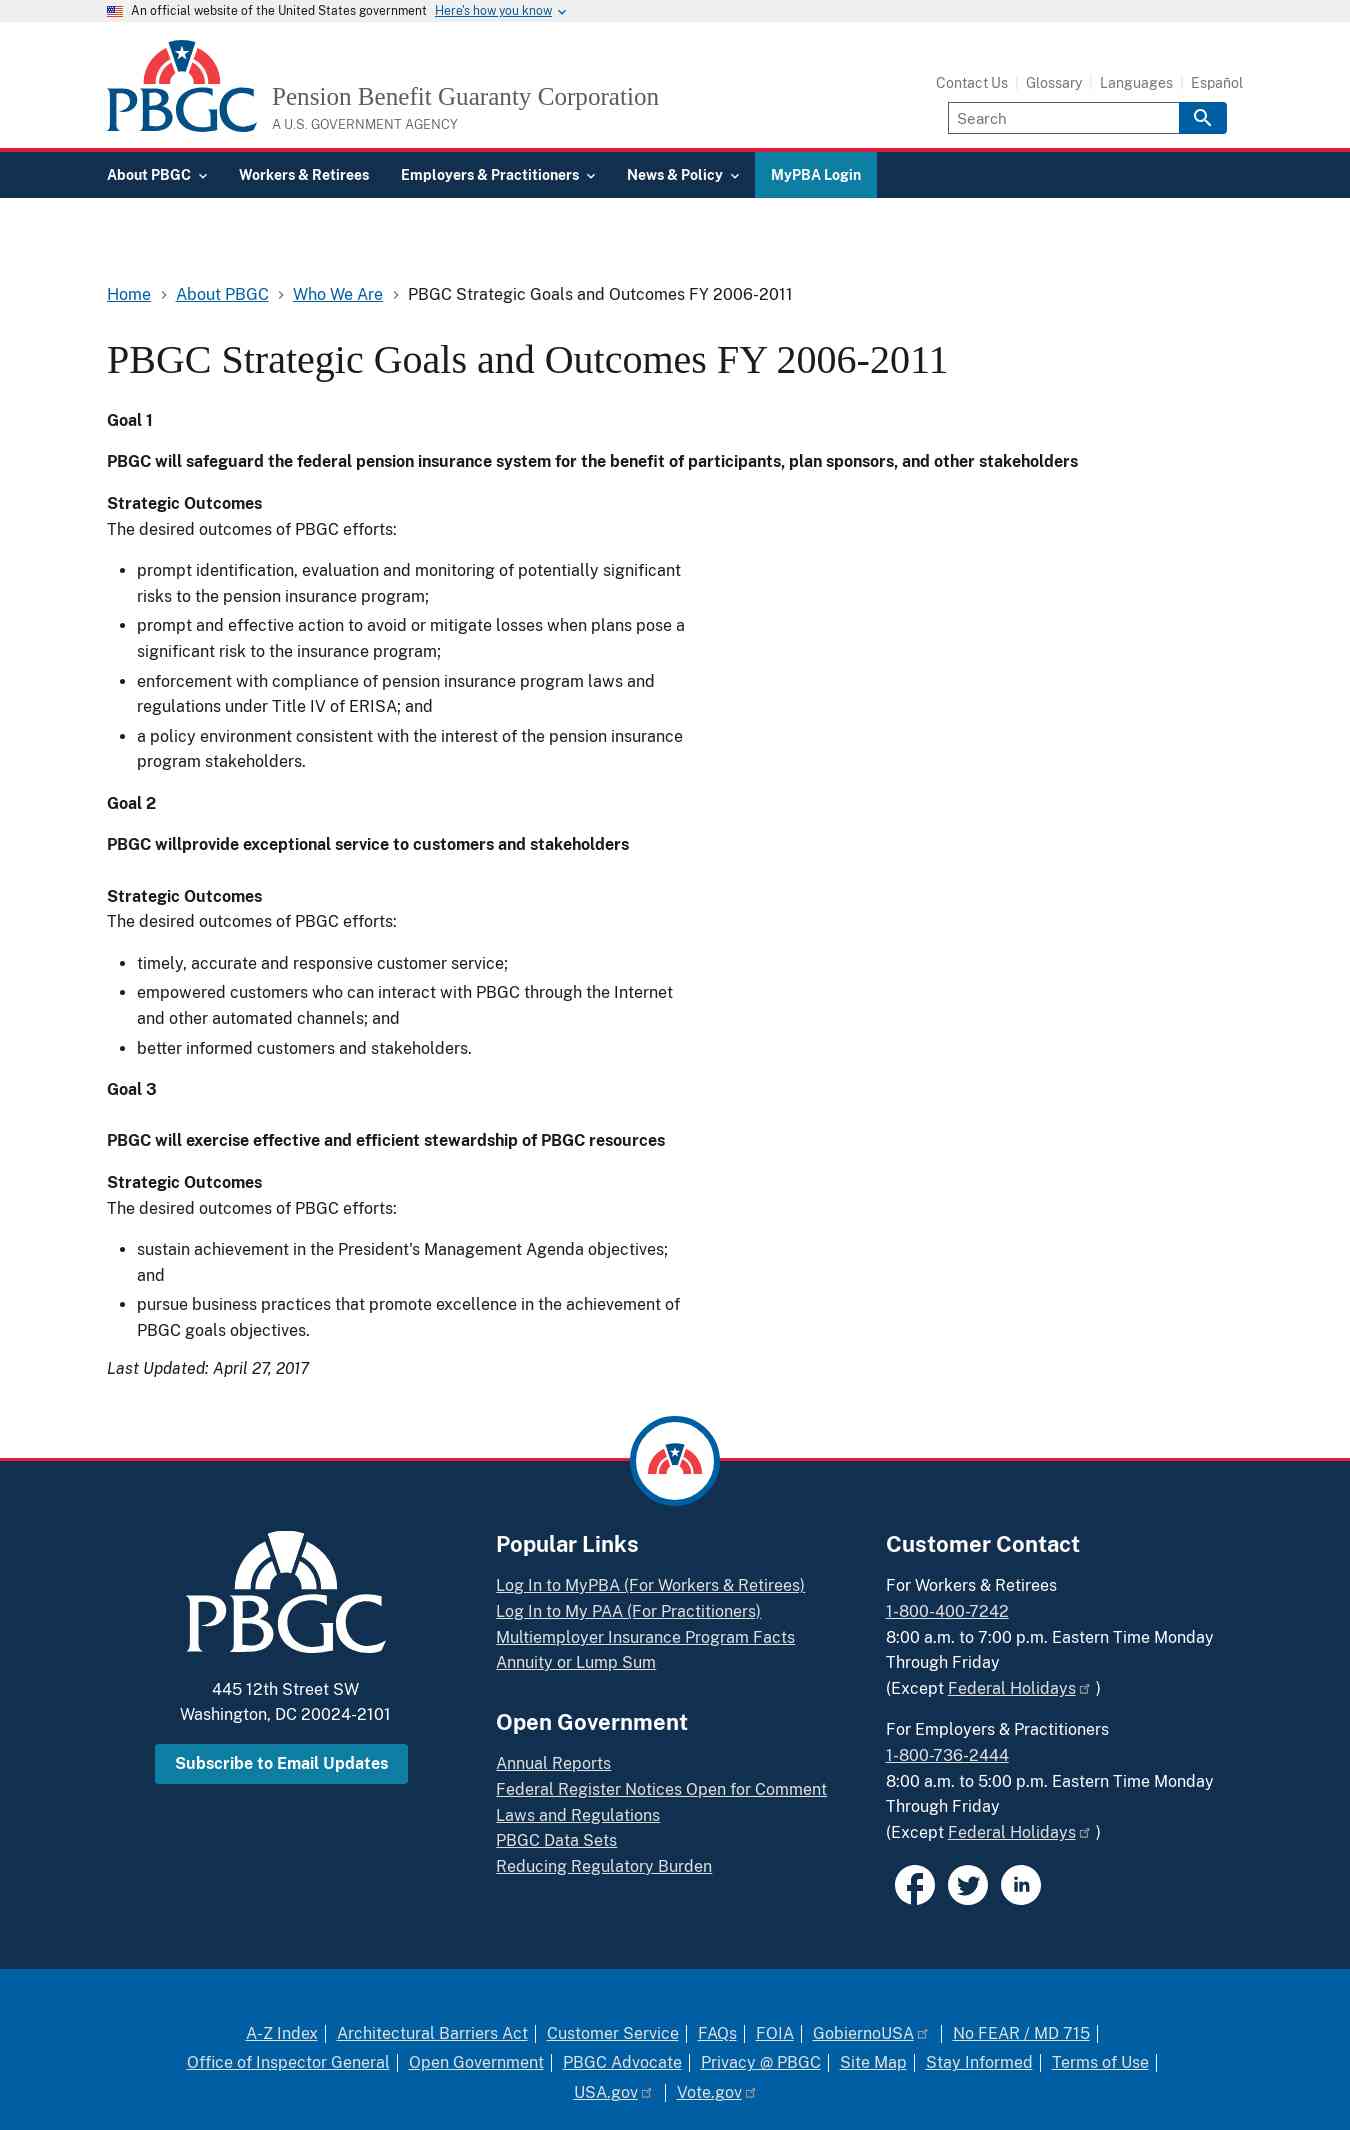 An official website of the United States government Here's how you know
PBGC
Pension Benefit Guaranty Corporation
A U.S. GOVERNMENT AGENCY
Contact Us Glossary Languages Español
Search
About PBGC Workers & Retirees Employers & Practitioners News & Policy MyPBA Login
Home About PBGC Who We Are PBGC Strategic Goals and Outcomes FY 2006-2011
PBGC Strategic Goals and Outcomes FY 2006-2011
Goal 1
PBGC will safeguard the federal pension insurance system for the benefit of participants, plan sponsors, and other stakeholders
Strategic Outcomes
The desired outcomes of PBGC efforts:
• prompt identification, evaluation and monitoring of potentially significant
risks to the pension insurance program;
• prompt and effective action to avoid or mitigate losses when plans pose a
significant risk to the insurance program;
• enforcement with compliance of pension insurance program laws and
regulations under Title IV of ERISA; and
• a policy environment consistent with the interest of the pension insurance
program stakeholders.
Goal 2
PBGC willprovide exceptional service to customers and stakeholders
Strategic Outcomes
The desired outcomes of PBGC efforts:
• timely, accurate and responsive customer service;
• empowered customers who can interact with PBGC through the Internet
and other automated channels; and
• better informed customers and stakeholders.
Goal 3
PBGC will exercise effective and efficient stewardship of PBGC resources
Strategic Outcomes
The desired outcomes of PBGC efforts:
• sustain achievement in the President's Management Agenda objectives;
and
• pursue business practices that promote excellence in the achievement of
PBGC goals objectives.
Last Updated: April 27, 2017
PBGC
445 12th Street SW
Washington, DC 20024-2101
Subscribe to Email Updates
Popular Links
Log In to MyPBA (For Workers & Retirees)
Log In to My PAA (For Practitioners)
Multiemployer Insurance Program Facts
Annuity or Lump Sum
Open Government
Annual Reports
Federal Register Notices Open for Comment
Laws and Regulations
PBGC Data Sets
Reducing Regulatory Burden
Customer Contact
For Workers & Retirees
1-800-400-7242
8:00 a.m. to 7:00 p.m. Eastern Time Monday
Through Friday
(Except Federal Holidays )
For Employers & Practitioners
1-800-736-2444
8:00 a.m. to 5:00 p.m. Eastern Time Monday
Through Friday
(Except Federal Holidays )
in
A-Z Index Architectural Barriers Act Customer Service FAQs FOIA GobiernoUSA No FEAR / MD 715
Office of Inspector General Open Government PBGC Advocate Privacy @ PBGC Site Map Stay Informed Terms of Use
USA.gov Vote.gov